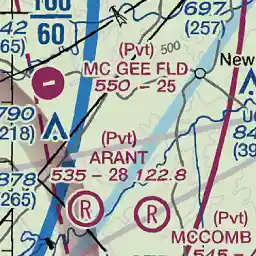 100
60
42
65)
697
(257)
(Pvt) 500
MC GEE FLD
550 - 25
New
790
218)
(Pvt)
ARANT
535 - 28 122.8
878
265)
R
R
(Pvt)
MCCOMB